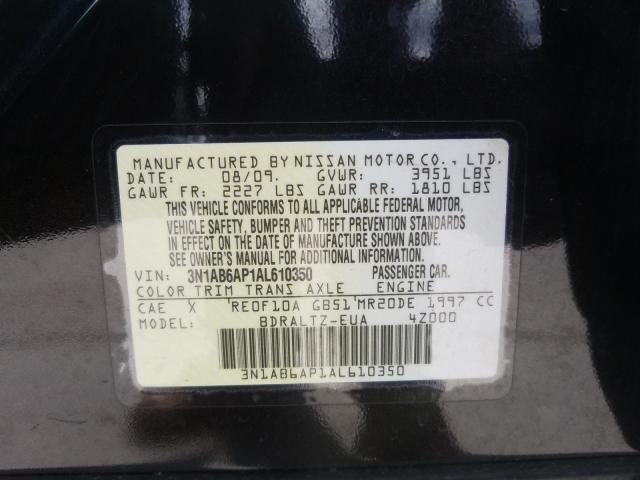 MANUFACTURED BY NISSAN MOTOR CO., LTD.
DATE: 08/09. GVWR: 3951 LBS
GAWR FR: 2227 LBS GAWR RR: 1810 LBS
THIS VEHICLE CONFORMS TO ALL APPLICABLE FEDERAL MOTOR,
VEHICLE SAFETY, BUMPER AND THEFT PREVENTION STANDARDS
IN EFFECT ON THE DATE OF MANUFACTURE SHOWN ABOVE.
SEE OWNER'S MANUAL FOR ADDITIONAL INFORMATION.
VIN: 3N1AB6AP1AL610350 PASSENGER CAR.
COLOR TRIM TRANS AXLE ENGINE
CAE X RE0F10A GB51 MR20DE 1997 CC
MODEL: BDRALTZ-EUA 4Z000
3N1AB6AP1AL610350